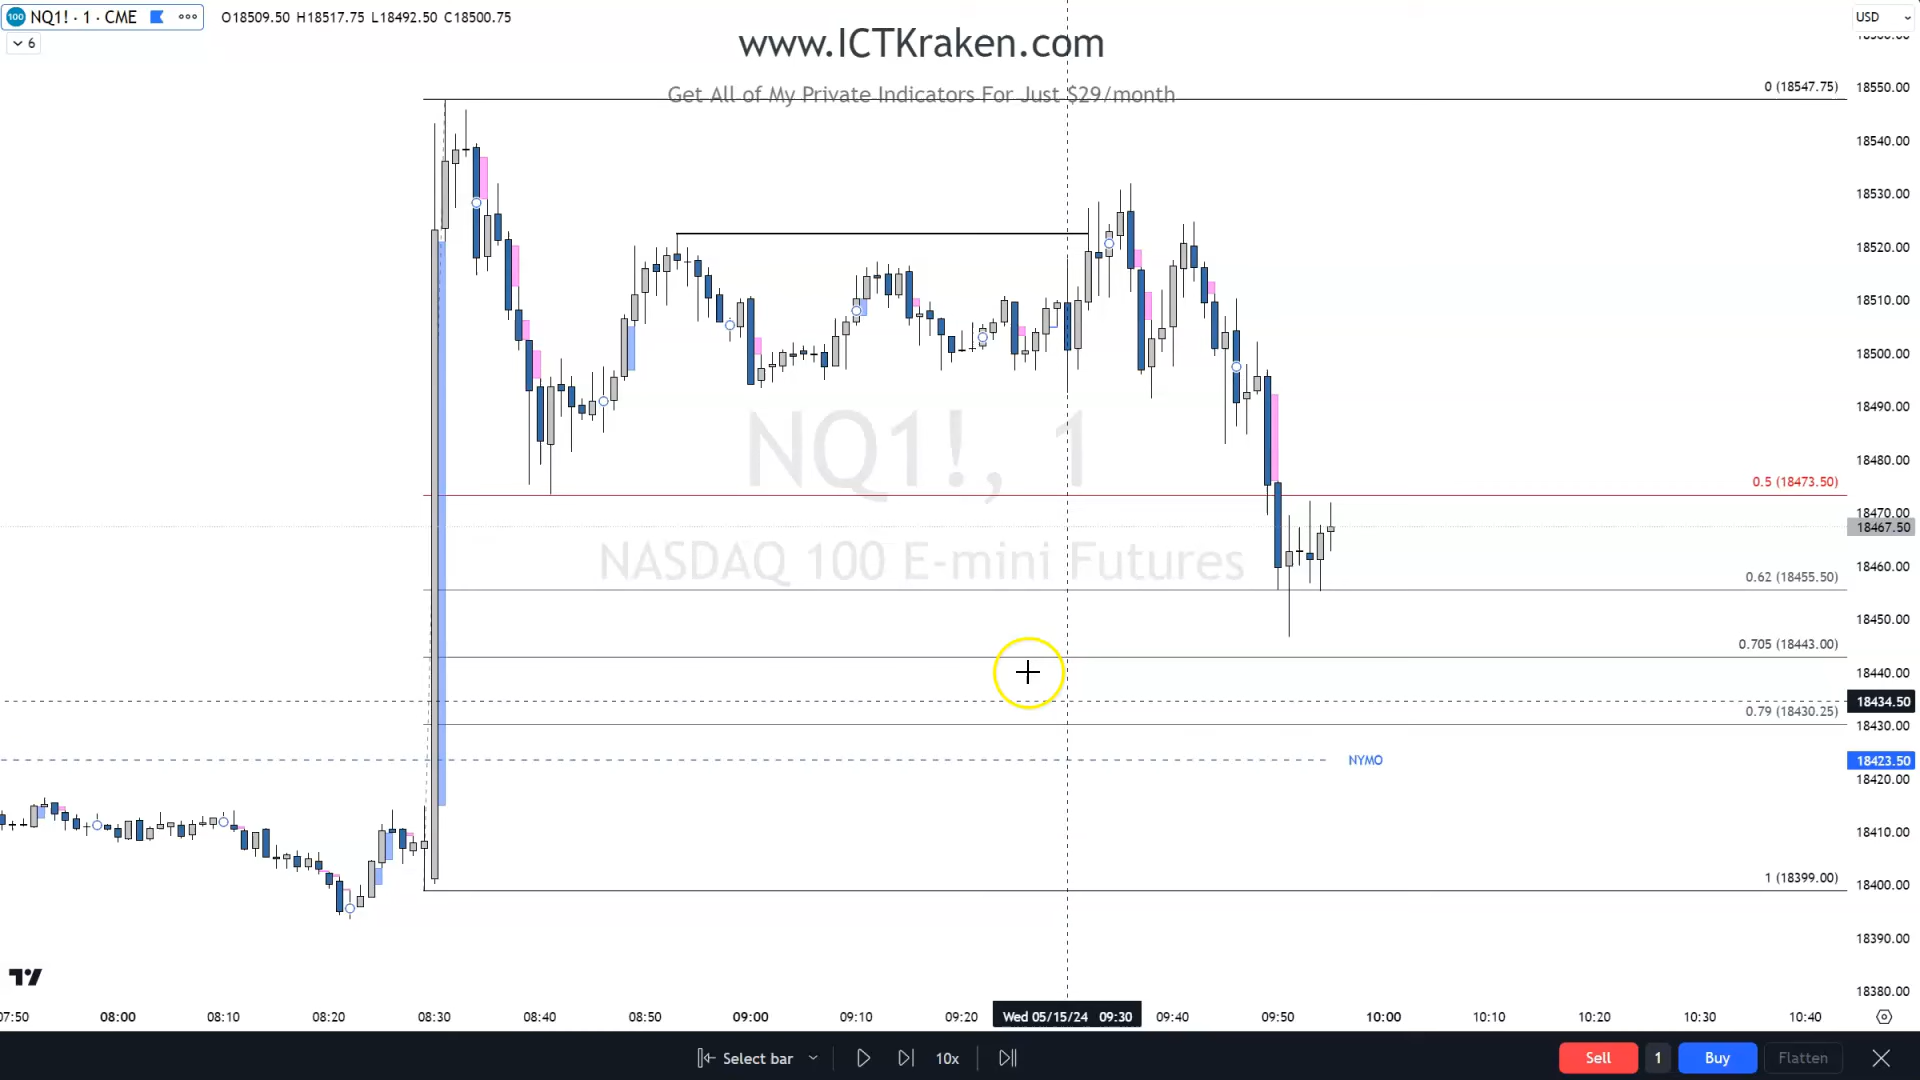 NQ1! · 1 · CME
O18509.50 H18517.75 L18492.50 C18500.75
USD
6
www.ICTKraken.com
Get All of My Private Indicators For Just $29/month
0 (18547.75)
18550.00
18540.00
18530.00
18520.00
18510.00
18500.00
18490.00
NQ1!, 1
18480.00
0.5 (18473.50)
18470.00
18467.50
NASDAQ 100 E-mini Futures
18460.00
0.62 (18455.50)
18450.00
0.705 (18443.00)
18440.00
18434.50
0.79 (18430.25)
18430.00
NYMO
18423.50
18420.00
18410.00
18400.00
1 (18399.00)
18390.00
18380.00
07:50 08:00 08:10 08:20 08:30 08:40 08:50 09:00 09:10 09:20 Wed 05/15/24 09:30 09:40 09:50 10:00 10:10 10:20 10:30 10:40
Select bar 10x Sell 1 Buy Flatten